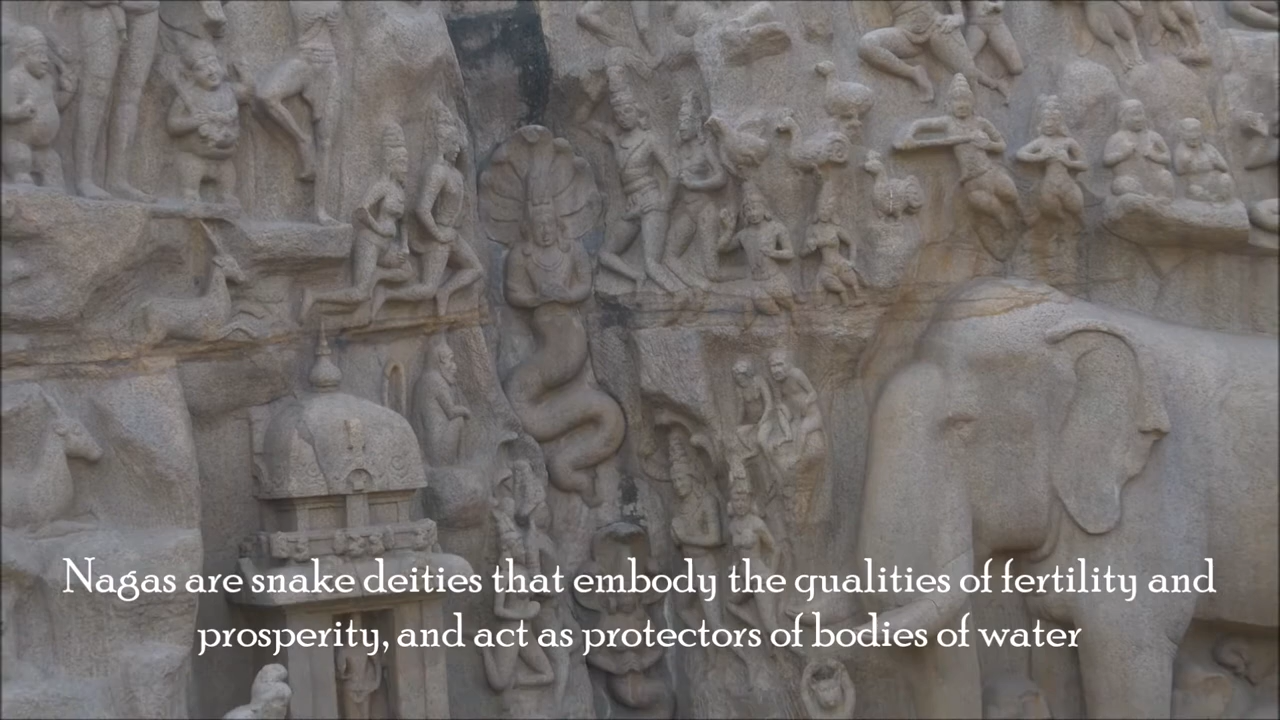 Nagas are snake deities that embody the qualities of fertility and
prosperity, and act as protectors of bodies of water